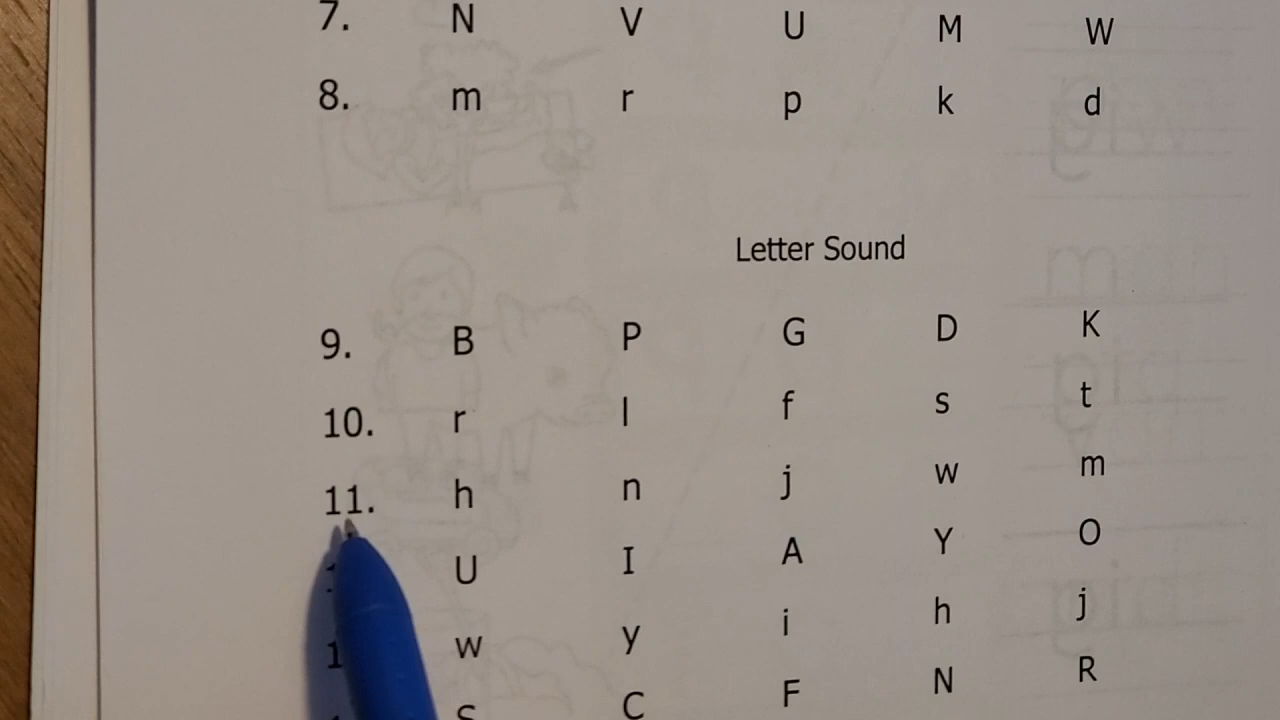 7. N V U M W
8. m r p k d
Letter Sound
9. B P G D K
10. r l f s t
11. h n j w m
U I A Y O
w y i h j
S C F N R